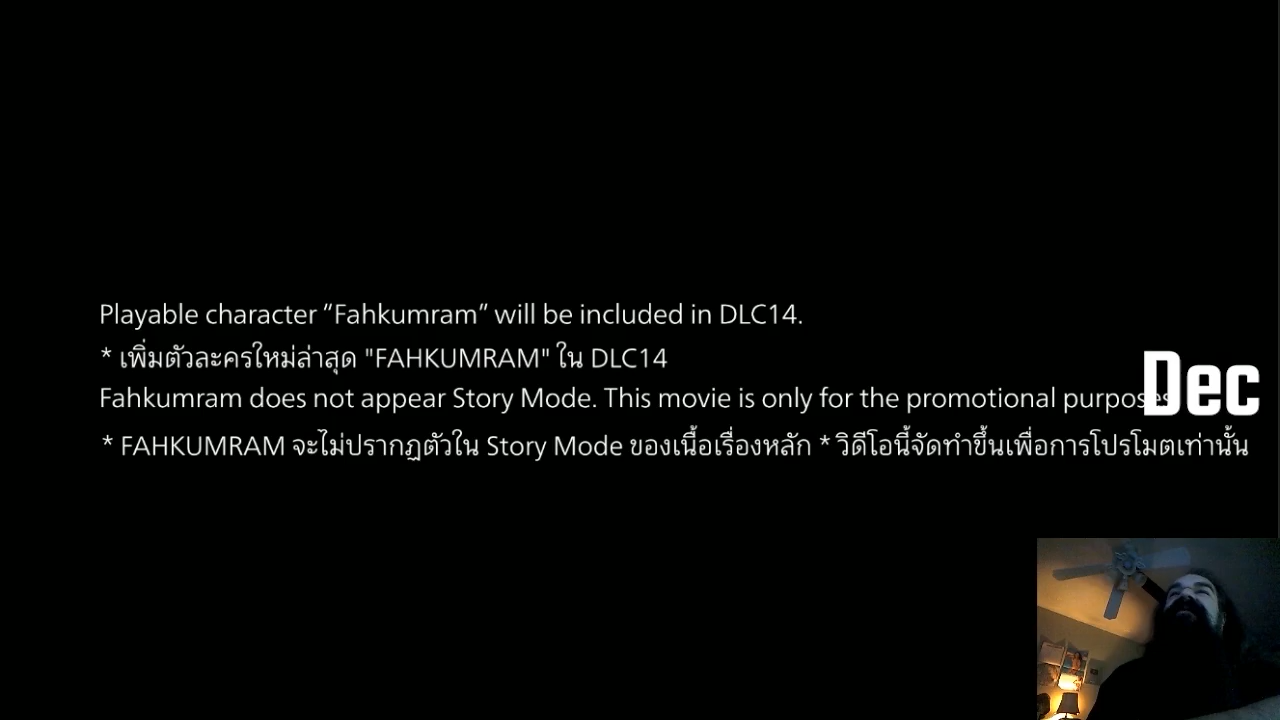 Playable character “Fahkumram” will be included in DLC14.
* เพิ่มตัวละครใหม่ล่าสุด "FAHKUMRAM" ใน DLC14
Fahkumram does not appear Story Mode. This movie is only for the promotional purposes
Dec
* FAHKUMRAM จะไม่ปรากฏตัวใน Story Mode ของเนื้อเรื่องหลัก * วิดีโอนี้จัดทำขึ้นเพื่อการโปรโมตเท่านั้น